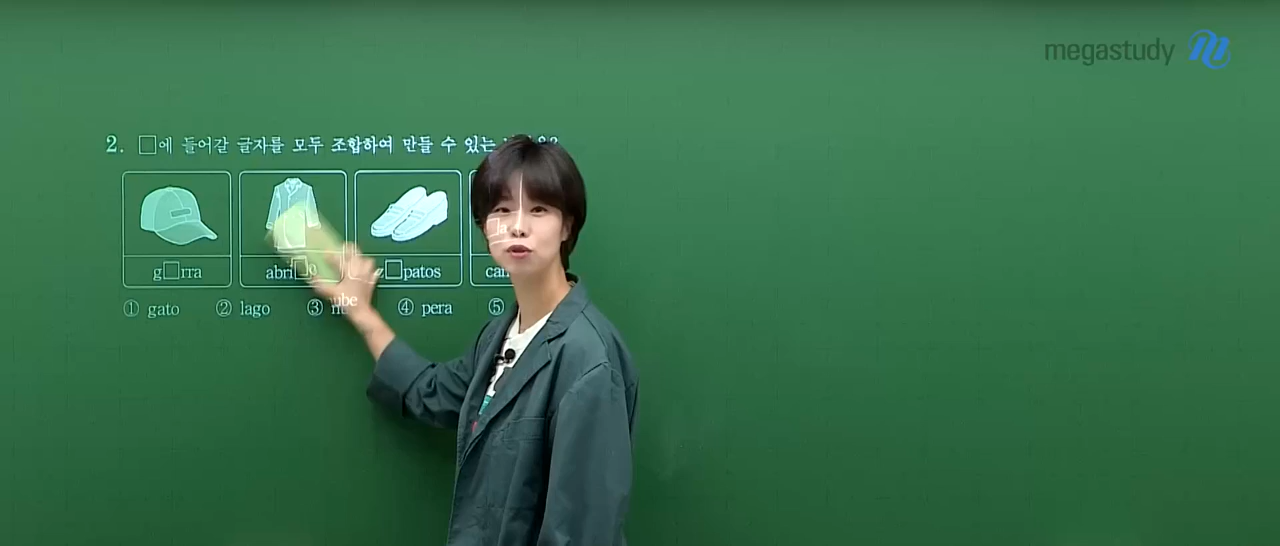 megastudy
2. □에 들어갈 글자를 모두 조합하여 만들 수 있는
g□rra abri□o z□patos
① gato ② lago ③ ④ pera ⑤